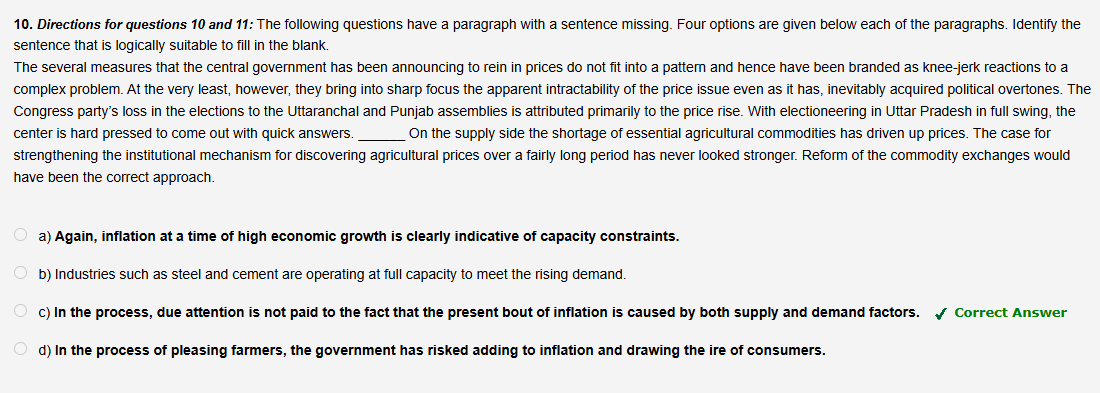 10. Directions for questions 10 and 11: The following questions have a paragraph with a sentence missing. Four options are given below each of the paragraphs. Identify the
sentence that is logically suitable to fill in the blank.
The several measures that the central government has been announcing to rein in prices do not fit into a pattern and hence have been branded as knee-jerk reactions to a
complex problem. At the very least, however, they bring into sharp focus the apparent intractability of the price issue even as it has, inevitably acquired political overtones. The
Congress party's loss in the elections to the Uttaranchal and Punjab assemblies is attributed primarily to the price rise. With electioneering in Uttar Pradesh in full swing, the
center is hard pressed to come out with quick answers. _______ On the supply side the shortage of essential agricultural commodities has driven up prices. The case for
strengthening the institutional mechanism for discovering agricultural prices over a fairly long period has never looked stronger. Reform of the commodity exchanges would
have been the correct approach.
a) Again, inflation at a time of high economic growth is clearly indicative of capacity constraints.
b) Industries such as steel and cement are operating at full capacity to meet the rising demand.
c) In the process, due attention is not paid to the fact that the present bout of inflation is caused by both supply and demand factors. ✓ Correct Answer
d) In the process of pleasing farmers, the government has risked adding to inflation and drawing the ire of consumers.